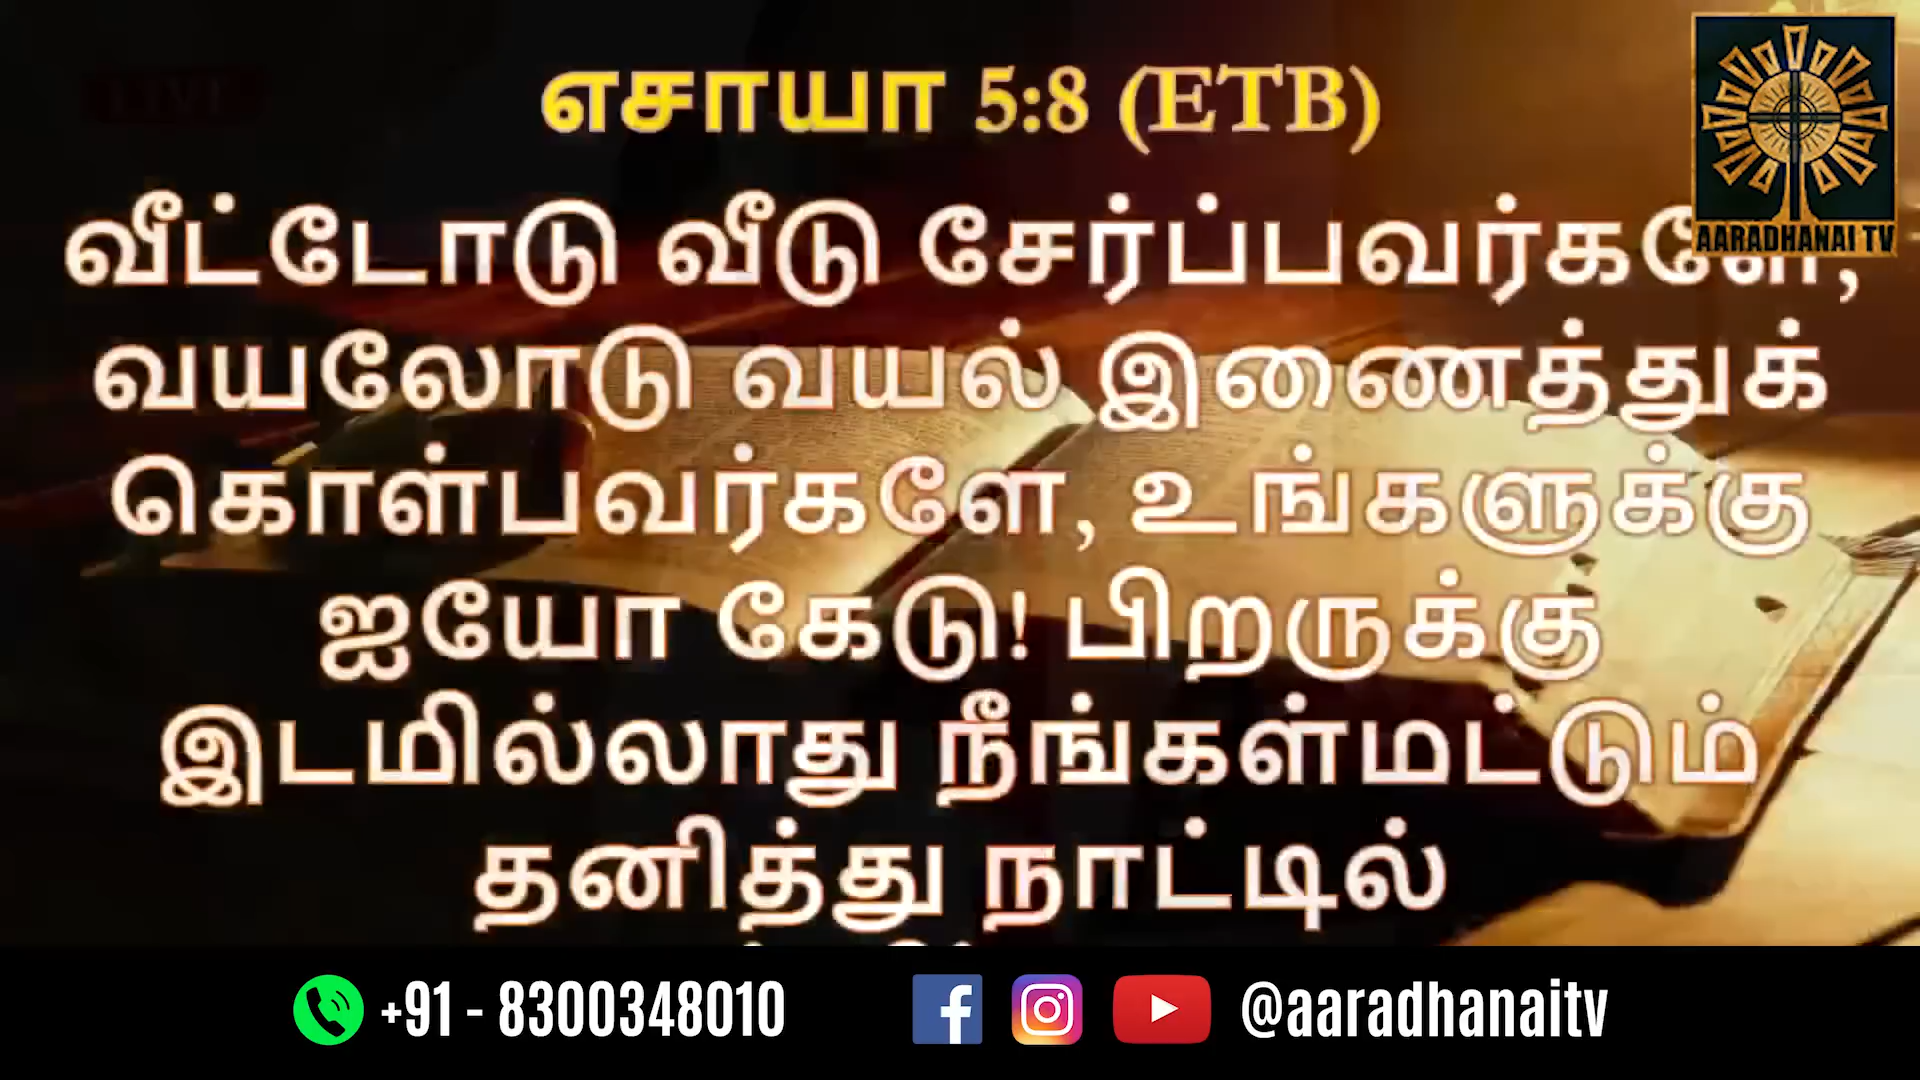 எசாயா 5:8 (ETB)
AARADHANAI TV
வீட்டோடு வீடு சேர்ப்பவர்களே,
வயலோடு வயல் இணைத்துக்
கொள்பவர்களே, உங்களுக்கு
ஐயோ கேடு! பிறருக்கு
இடமில்லாது நீங்கள்மட்டும்
தனித்து நாட்டில்
+91 - 8300348010 @aaradhanaitv